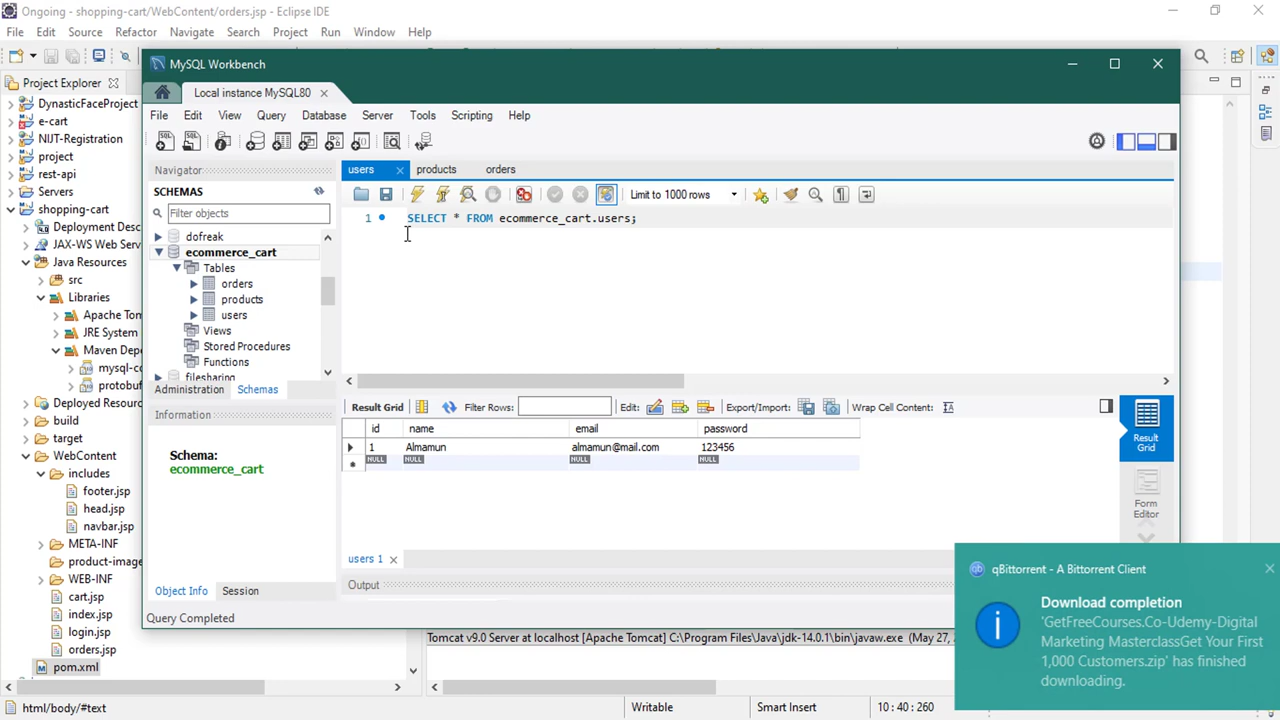 Ongoing - shopping-cart/WebContent/orders.jsp - Eclipse IDE
File Edit Source Refactor Navigate Search Project Run Window Help
Project Explorer
DynasticFaceProject
e-cart
NIJT-Registration
project
rest-api
Servers
shopping-cart
Deployment Desc
JAX-WS Web Serv
Java Resources
src
Libraries
Apache Tom
JRE System
Maven Depe
mysql-co
protobuf
Deployed Resourc
build
target
WebContent
includes
footer.jsp
head.jsp
navbar.jsp
META-INF
product-image
WEB-INF
cart.jsp
index.jsp
login.jsp
orders.jsp
pom.xml
MySQL Workbench
Local instance MySQL80
File Edit View Query Database Server Tools Scripting Help
Navigator
SCHEMAS
Filter objects
dofreak
ecommerce_cart
Tables
orders
products
users
Views
Stored Procedures
Functions
filesharing
Administration Schemas
Information
Schema:
ecommerce_cart
Object Info Session
Query Completed
users products orders
Limit to 1000 rows
1 SELECT * FROM ecommerce_cart.users;
Result Grid Filter Rows: Edit: Export/Import: Wrap Cell Content:
id name email password
1 Almamun almamun@mail.com 123456
NULL NULL NULL NULL
Result
Grid
Form
Editor
users 1
Output
Tomcat v9.0 Server at localhost [Apache Tomcat] C:\Program Files\Java\jdk-14.0.1\bin\javaw.exe (May 27, 2
qBittorrent - A Bittorrent Client
Download completion
'GetFreeCourses.Co-Udemy-Digital
Marketing MasterclassGet Your First
1,000 Customers.zip' has finished
downloading.
html/body/#text Writable Smart Insert 10 : 40 : 260